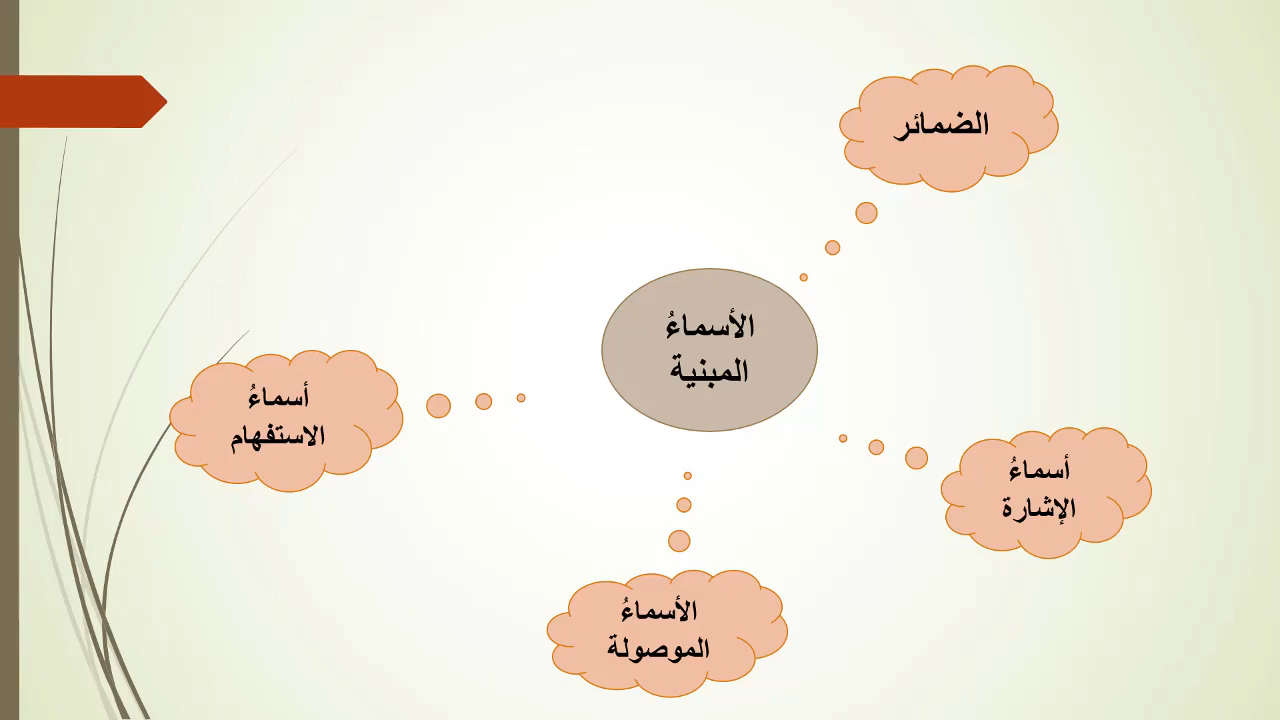 الضمائر
الأسماءُ
المبنية
أسماءُ
الاستفهام
أسماءُ
الإشارة
الأسماءُ
الموصولة